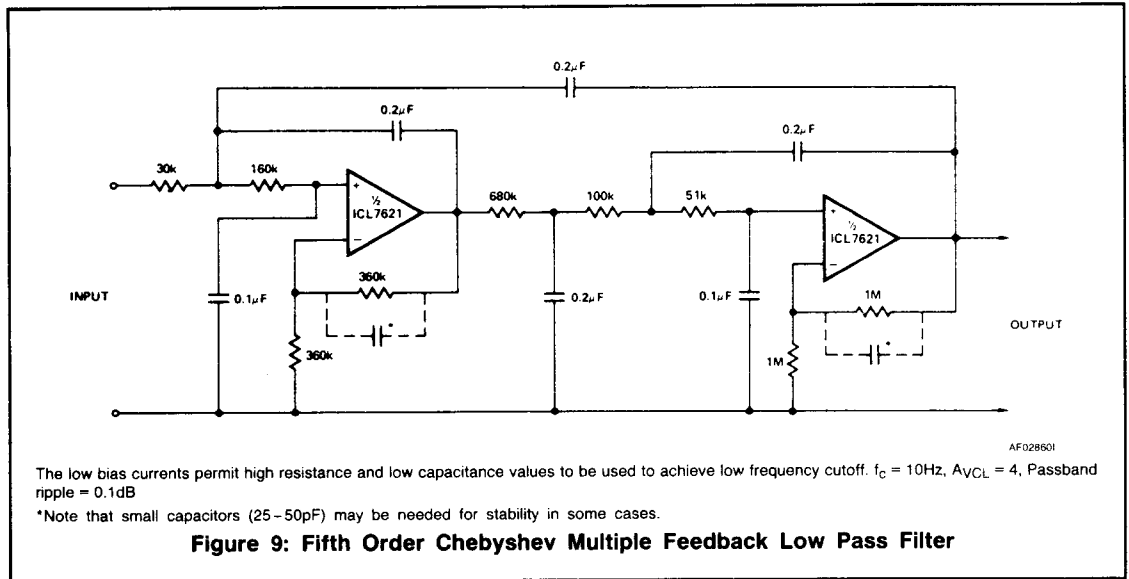 0.2μF
0.2μF
0.2μF
30k
160k
+
½
ICL7621
−
680k
100k
51k
+
½
ICL7621
−
360k
1M
INPUT
0.1μF
*
0.2μF
0.1μF
*
OUTPUT
360k
1M
AF02860I
The low bias currents permit high resistance and low capacitance values to be used to achieve low frequency cutoff. fc = 10Hz, AVCL = 4, Passband
ripple = 0.1dB
*Note that small capacitors (25–50pF) may be needed for stability in some cases.
Figure 9: Fifth Order Chebyshev Multiple Feedback Low Pass Filter